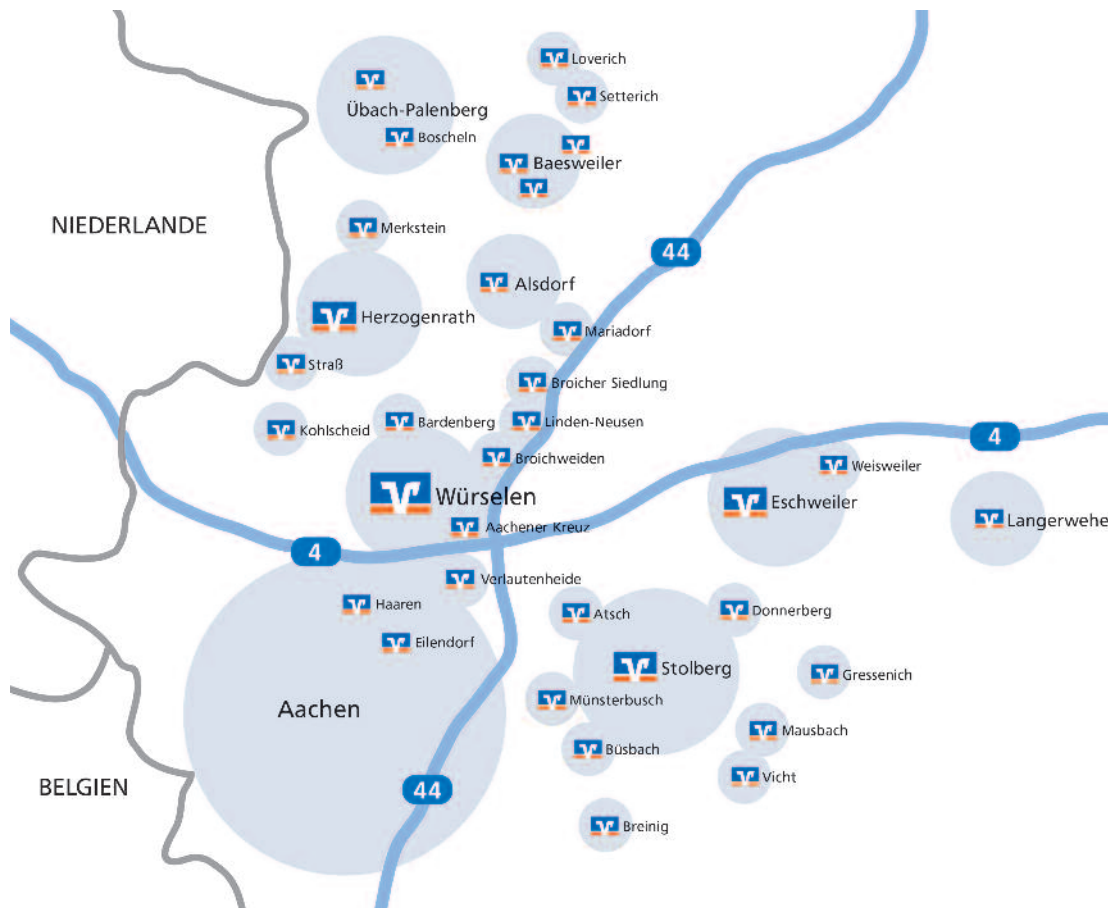 Loverich
Setterich
Übach-Palenberg
Boscheln
Baesweiler
NIEDERLANDE
Merkstein
44
Alsdorf
Herzogenrath
Mariadorf
Straß
Broicher Siedlung
Bardenberg
Linden-Neusen
Kohlscheid
4
Broichweiden
Weisweiler
Würselen
Eschweiler
Langerwehe
Aachener Kreuz
4
Verlautenheide
Haaren
Atsch
Donnerberg
Eilendorf
Stolberg
Gressenich
Münsterbusch
Aachen
Mausbach
Büsbach
Vicht
BELGIEN
44
Breinig